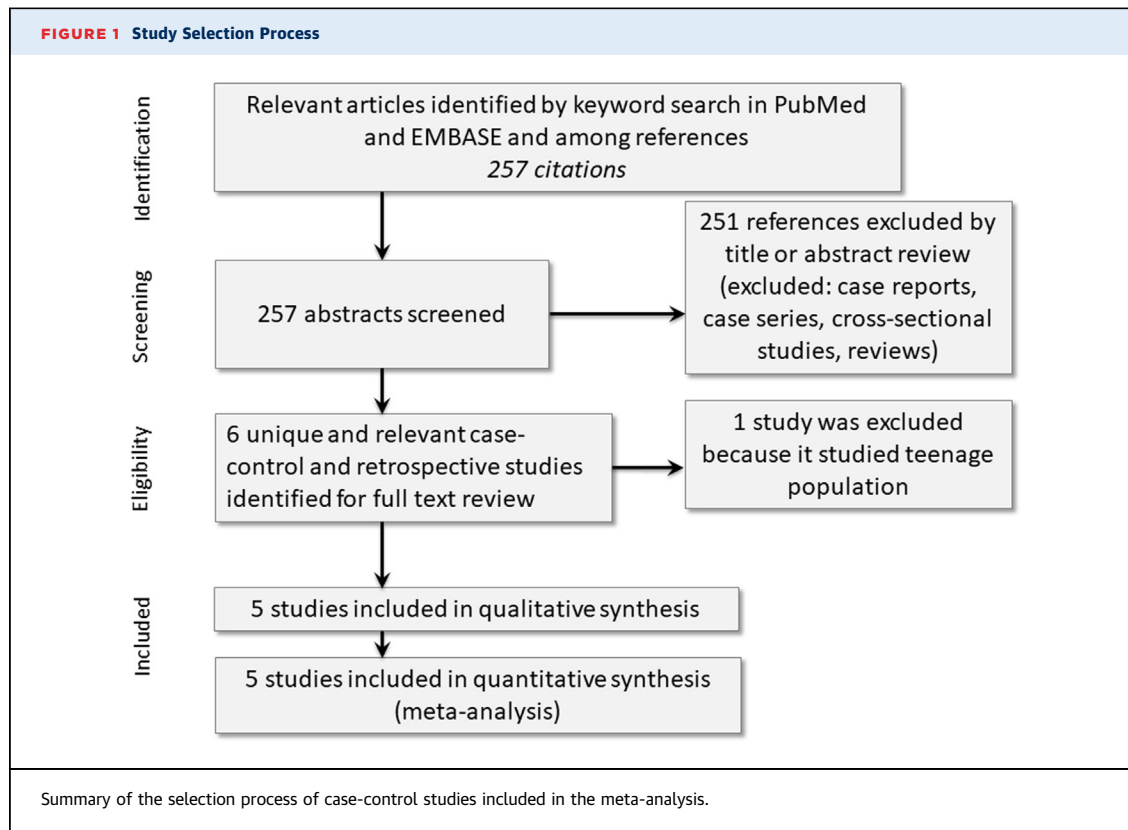 FIGURE 1 Study Selection Process
Identification
Relevant articles identified by keyword search in PubMed
and EMBASE and among references
257 citations
Screening
257 abstracts screened
251 references excluded by
title or abstract review
(excluded: case reports,
case series, cross-sectional
studies, reviews)
Eligibility
6 unique and relevant case-
control and retrospective studies
identified for full text review
1 study was excluded
because it studied teenage
population
Included
5 studies included in qualitative synthesis
5 studies included in quantitative synthesis
(meta-analysis)
Summary of the selection process of case-control studies included in the meta-analysis.